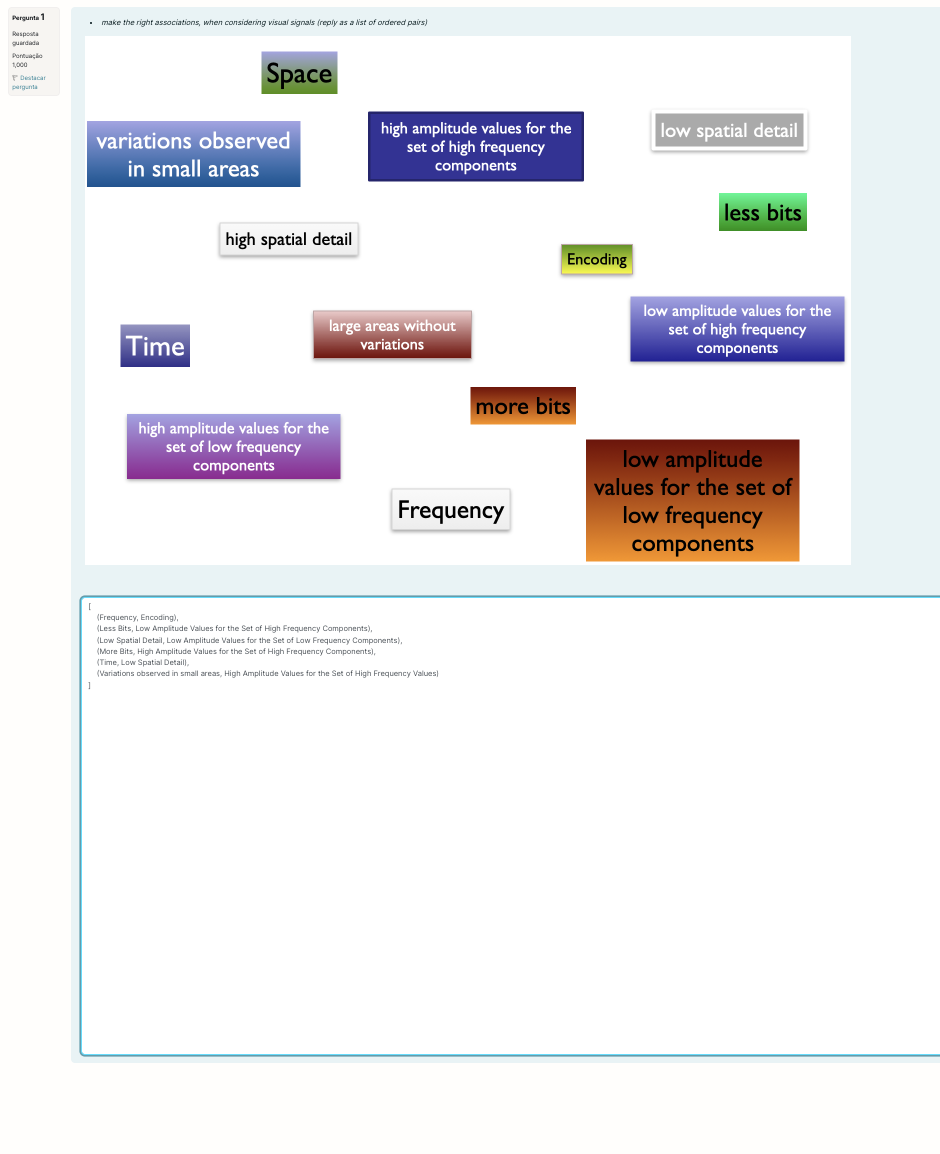 Pergunta 1
Resposta
guardada
Pontuação
1,000
Destacar
pergunta
• make the right associations, when considering visual signals (reply as a list of ordered pairs)
Space
variations observed
in small areas
high amplitude values for the
set of high frequency
components
low spatial detail
less bits
high spatial detail
Encoding
large areas without
variations
low amplitude values for the
set of high frequency
components
Time
more bits
high amplitude values for the
set of low frequency
components
low amplitude
values for the set of
low frequency
components
Frequency
[
(Frequency, Encoding),
(Less Bits, Low Amplitude Values for the Set of High Frequency Components),
(Low Spatial Detail, Low Amplitude Values for the Set of Low Frequency Components),
(More Bits, High Amplitude Values for the Set of High Frequency Components),
(Time, Low Spatial Detail),
(Variations observed in small areas, High Amplitude Values for the Set of High Frequency Values)
]